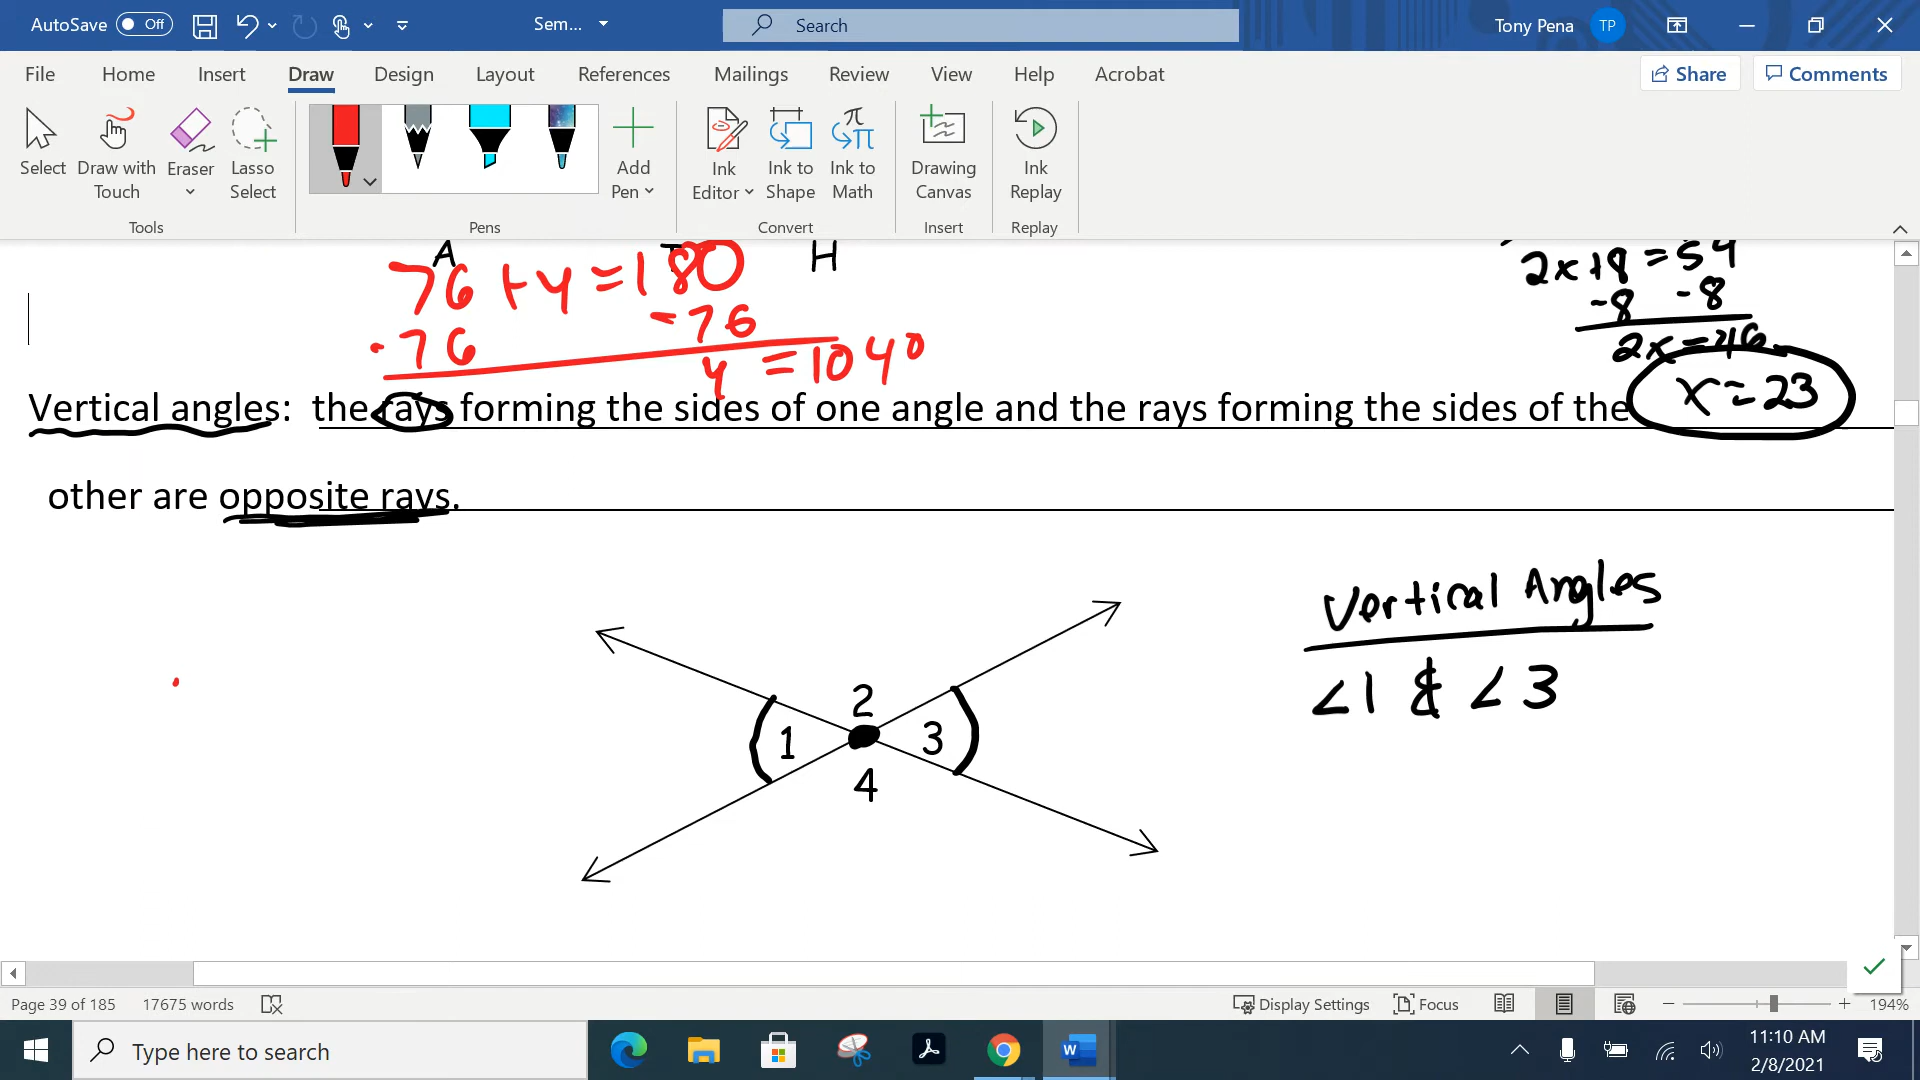 AutoSave Off Sem... Search Tony Pena TP
File Home Insert Draw Design Layout References Mailings Review View Help Acrobat Share Comments
Select Draw with Touch Eraser Lasso Select Add Pen Ink Editor Ink to Shape Ink to Math Drawing Canvas Ink Replay
Tools Pens Convert Insert Replay
A H
76 + y = 180
-76 -76
y = 104°
2x+8 = 54
-8 -8
2x = 46
x = 23
Vertical angles: the rays forming the sides of one angle and the rays forming the sides of the
other are opposite rays.
Vertical Angles
∠1 & ∠3
2
1 3
4
Page 39 of 185 17675 words Display Settings Focus 194%
Type here to search
11:10 AM
2/8/2021